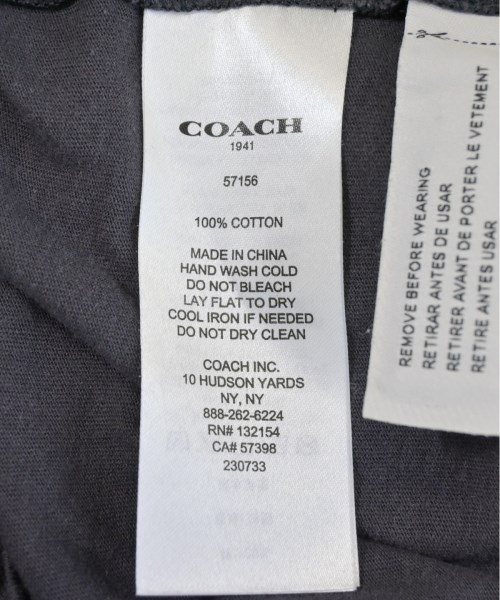 COACH
1941
57156
100% COTTON
MADE IN CHINA
HAND WASH COLD
DO NOT BLEACH
LAY FLAT TO DRY
COOL IRON IF NEEDED
DO NOT DRY CLEAN
COACH INC.
10 HUDSON YARDS
NY, NY
888-262-6224
RN# 132154
CA# 57398
230733
REMOVE BEFORE WEARING
RETIRAR ANTES DE USAR
RETIRER AVANT DE PORTER LE VETEMENT
RETIRE ANTES USAR